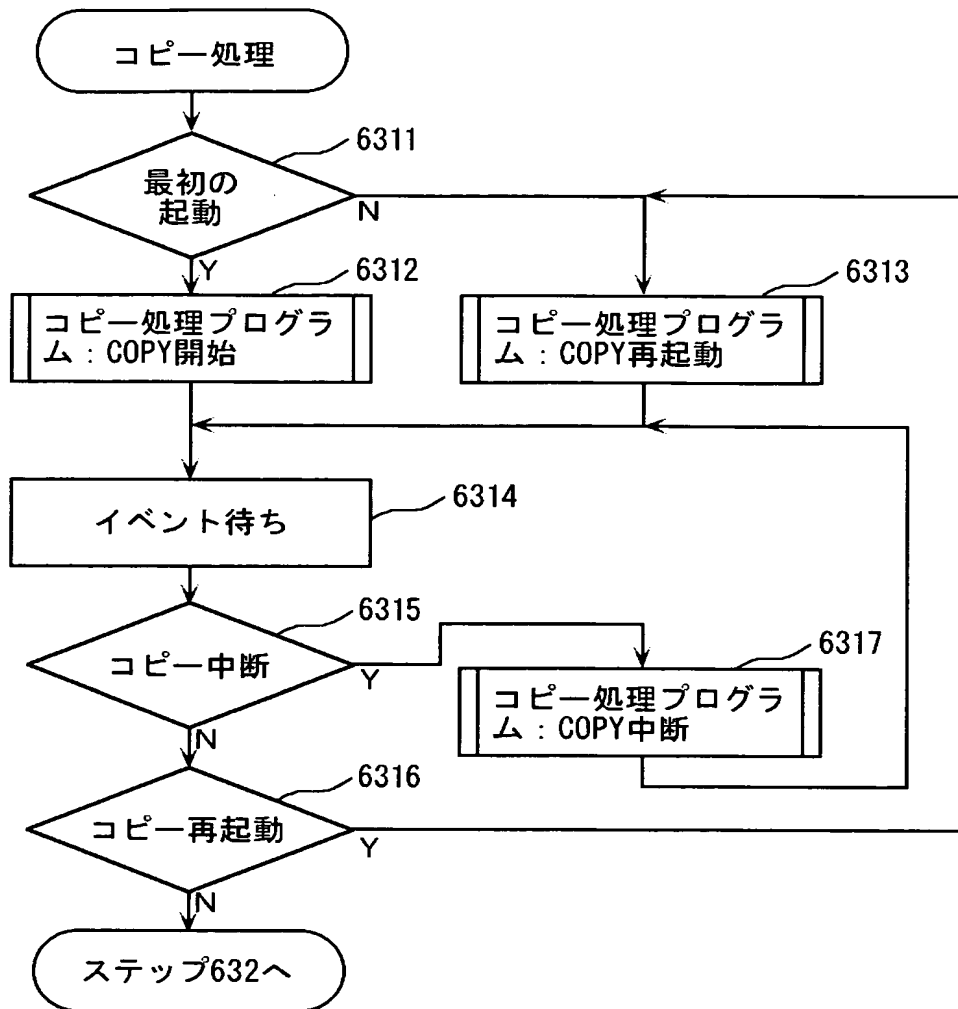 コピー処理
6311
最初の
起動
N
Y
6312
コピー処理プログラ
ム：COPY開始
6313
コピー処理プログラ
ム：COPY再起動
6314
イベント待ち
6315
コピー中断
Y
N
6317
コピー処理プログラ
ム：COPY中断
6316
コピー再起動
Y
N
ステップ632へ